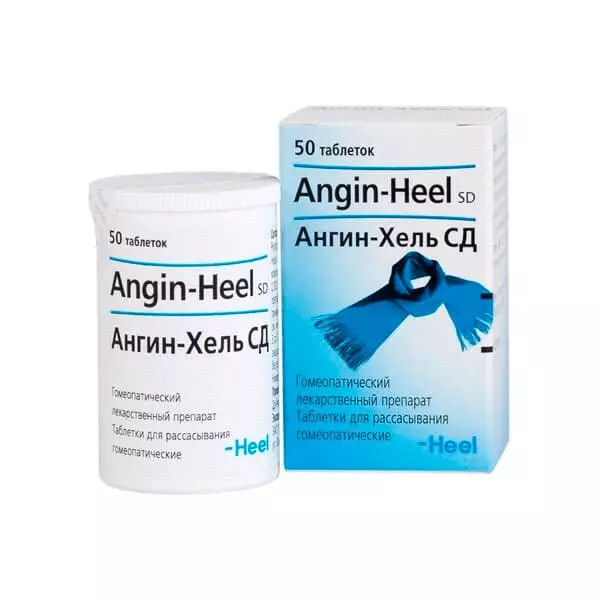 50 таблеток
Angin-Heel SD
Ангин-Хель СД
Гомеопатический
лекарственный препарат
Таблетки для рассасывания
гомеопатические
-Heel
50 таблеток
Angin-Heel SD
Ангин-Хель СД
Гомеопатический
лекарственный препарат
Таблетки для рассасывания
гомеопатические
-Heel